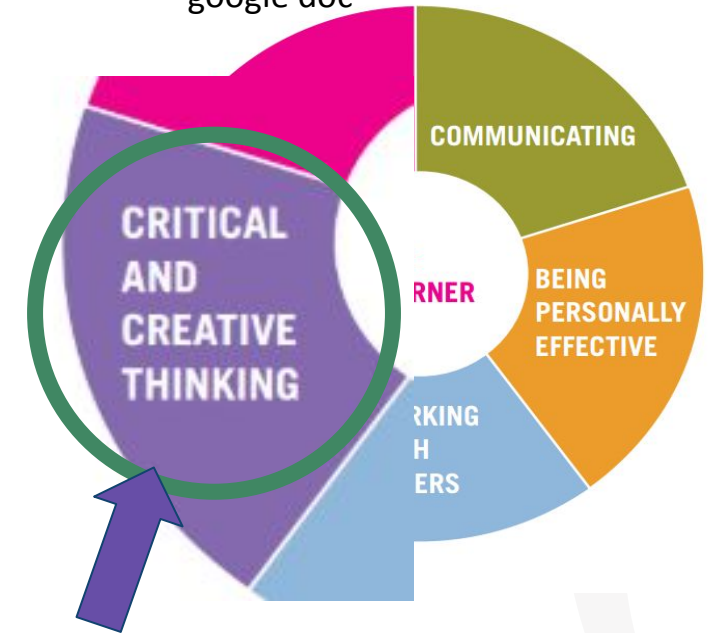 google doc
COMMUNICATING
CRITICAL
AND
CREATIVE
THINKING
RNER
BEING
PERSONALLY
EFFECTIVE
RKING
H
ERS